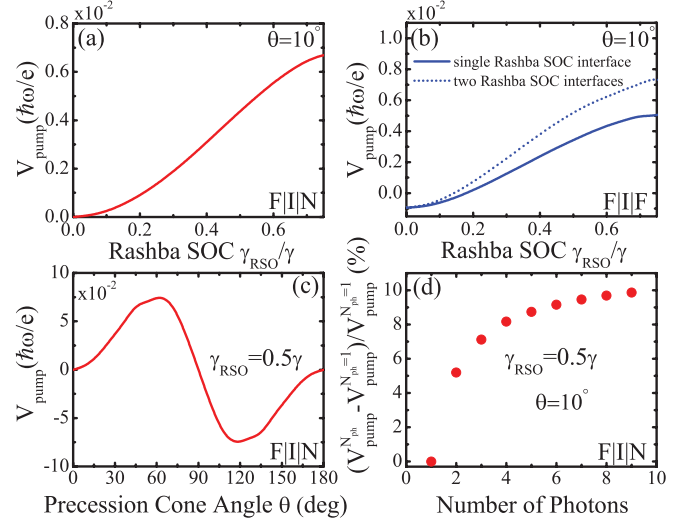 x10⁻²
(a)
θ=10°
0.8
0.6
0.4
0.2
0.0
V_pump(ℏω/e)
F|I|N
0.0 0.2 0.4 0.6
Rashba SOC γ_RSO/γ
x10⁻²
(b)
θ=10°
single Rashba SOC interface
two Rashba SOC interfaces
1.0
0.8
0.6
0.4
0.2
0.0
V_pump(ℏω/e)
F|I|F
0.0 0.2 0.4 0.6
Rashba SOC γ_RSO/γ
x10⁻²
(c)
10
5
0
-5
-10
V_pump(ℏω/e)
γ_RSO=0.5γ
F|I|N
0 30 60 90 120 150 180
Precession Cone Angle θ (deg)
(d)
10
8
6
4
2
0
(V_pump^{N_ph}-V_pump^{N_ph=1})/V_pump^{N_ph=1} (%)
γ_RSO=0.5γ
θ=10°
F|I|N
0 2 4 6 8 10
Number of Photons